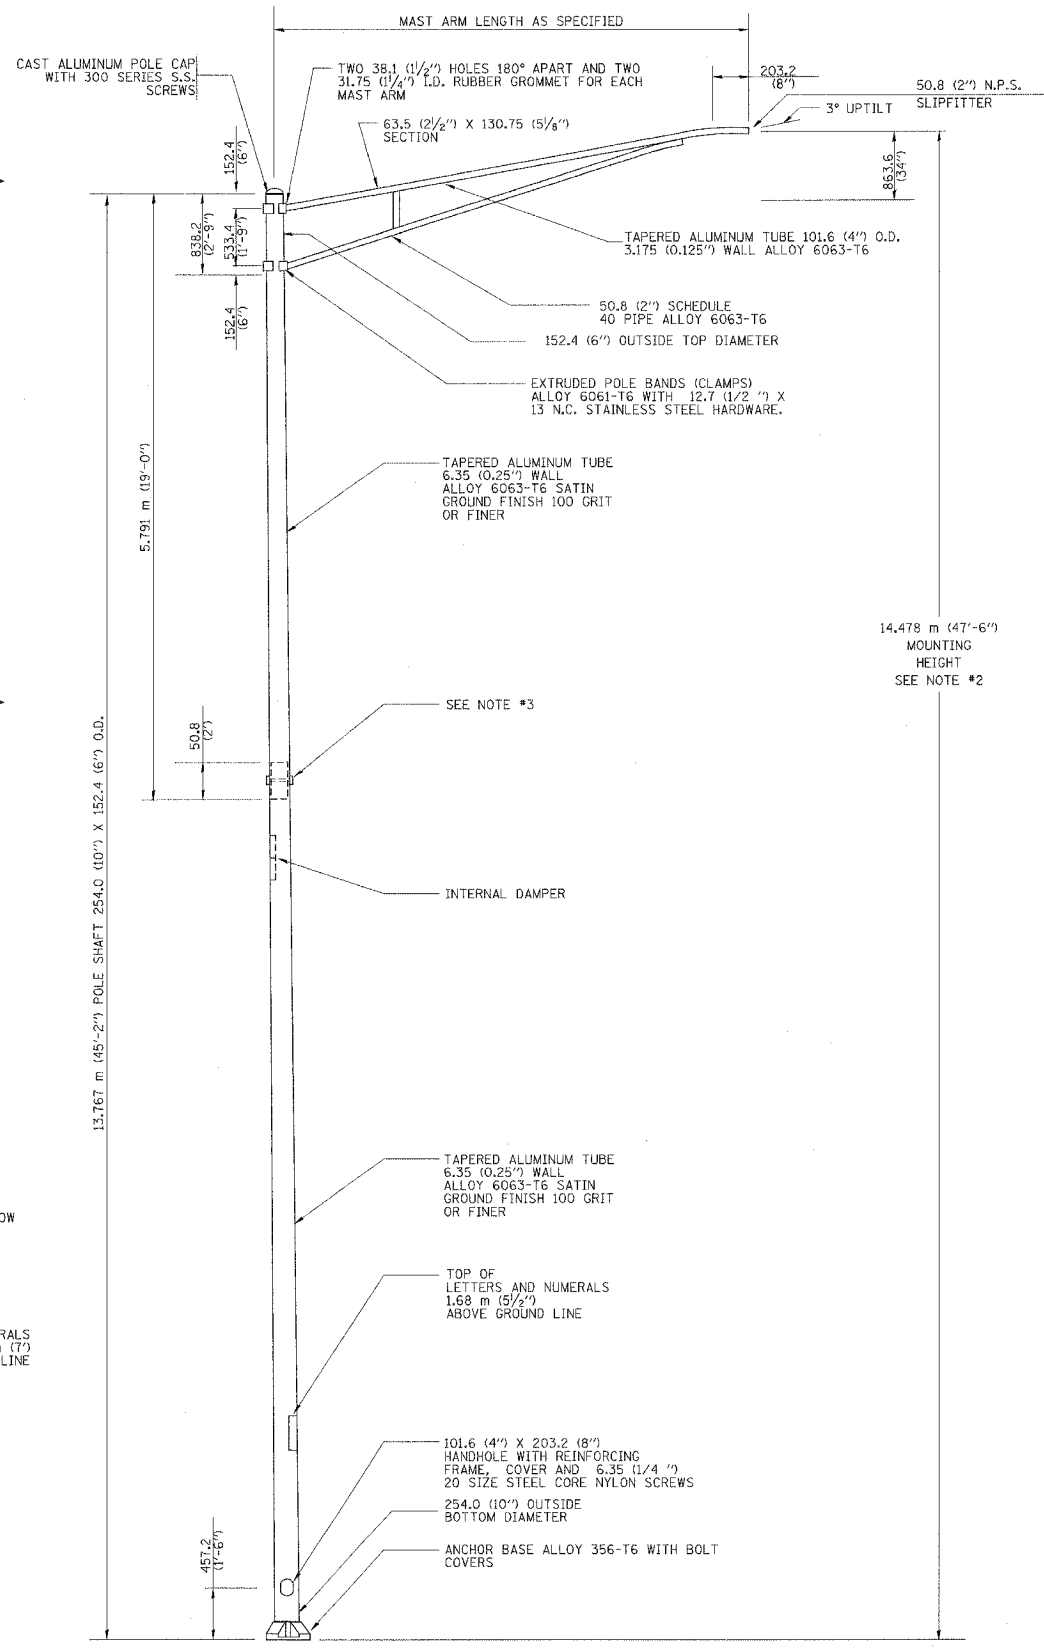 MAST ARM LENGTH AS SPECIFIED
CAST ALUMINUM POLE CAP
WITH 300 SERIES S.S.
SCREWS
TWO 38.1 (1 1/2") HOLES 180° APART AND TWO
31.75 (1 1/4") I.D. RUBBER GROMMET FOR EACH
MAST ARM
203.2
(8")
50.8 (2") N.P.S.
SLIPFITTER
3° UPTILT
63.5 (2 1/2") X 130.75 (5 1/8")
SECTION
152.4
(6")
863.6
(34")
838.2
(2'-9")
533.4
(1'-9")
TAPERED ALUMINUM TUBE 101.6 (4") O.D.
3.175 (0.125") WALL ALLOY 6063-T6
152.4
(6")
50.8 (2") SCHEDULE
40 PIPE ALLOY 6063-T6
152.4 (6") OUTSIDE TOP DIAMETER
EXTRUDED POLE BANDS (CLAMPS)
ALLOY 6061-T6 WITH 12.7 (1/2 ") X
13 N.C. STAINLESS STEEL HARDWARE.
TAPERED ALUMINUM TUBE
6.35 (0.25") WALL
ALLOY 6063-T6 SATIN
GROUND FINISH 100 GRIT
OR FINER
5.791 m (19'-0")
14.478 m (47'-6")
MOUNTING
HEIGHT
SEE NOTE #2
SEE NOTE #3
50.8
(2')
13.767 m (45'-2") POLE SHAFT 254.0 (10") X 152.4 (6") O.D.
INTERNAL DAMPER
TAPERED ALUMINUM TUBE
6.35 (0.25") WALL
ALLOY 6063-T6 SATIN
GROUND FINISH 100 GRIT
OR FINER
OW
TOP OF
LETTERS AND NUMERALS
1.68 m (5 1/2")
ABOVE GROUND LINE
RALS
(7')
LINE
101.6 (4") X 203.2 (8")
HANDHOLE WITH REINFORCING
FRAME, COVER AND 6.35 (1/4 ")
20 SIZE STEEL CORE NYLON SCREWS
254.0 (10") OUTSIDE
BOTTOM DIAMETER
457.2
(1'-6")
ANCHOR BASE ALLOY 356-T6 WITH BOLT
COVERS